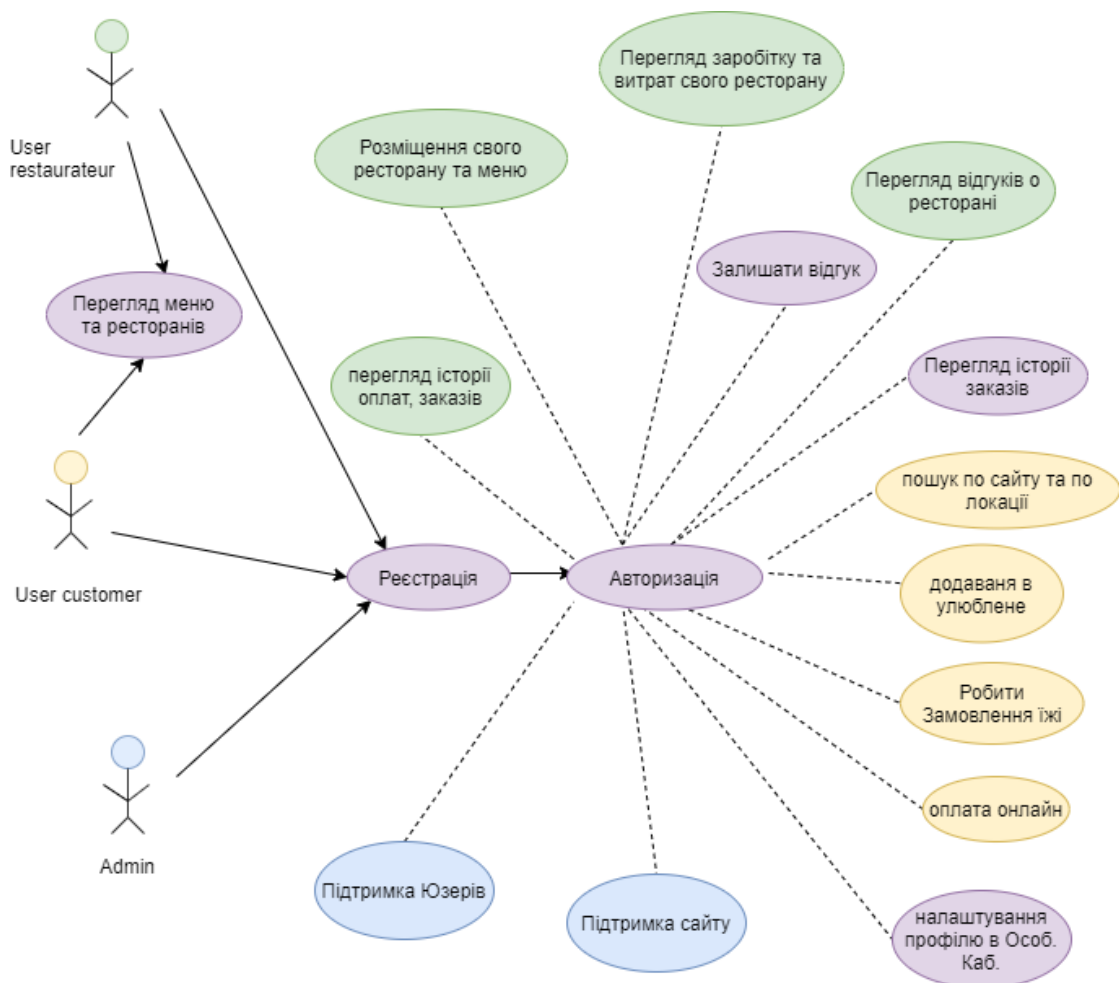 Перегляд заробітку та
витрат свого ресторану
User
restaurateur
Розміщення свого
ресторану та меню
Перегляд відгуків о
ресторані
Залишати відгук
Перегляд меню
та ресторанів
перегляд історії
оплат, заказів
Перегляд історії
заказів
пошук по сайту та по
локації
User customer
Реєстрація
Авторизація
додаваня в
улюблене
Робити
Замовлення їжі
оплата онлайн
Admin
Підтримка Юзерів
Підтримка сайту
налаштування
профілю в Особ.
Каб.